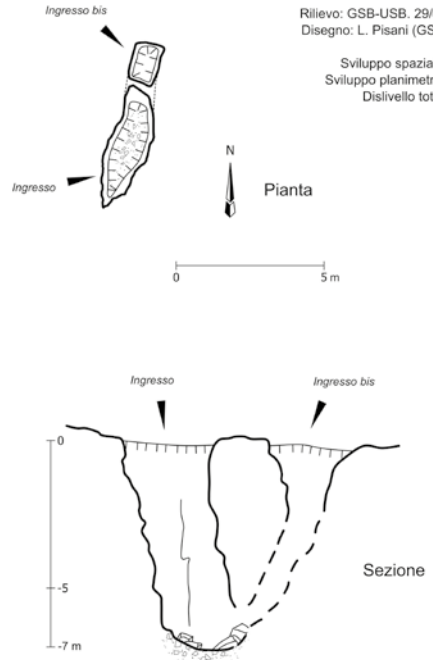 Ingresso bis
Rilievo: GSB-USB. 29/
Disegno: L. Pisani (GS
Sviluppo spazia
Sviluppo planimetr
Dislivello tot
Ingresso
N
Pianta
0
5 m
Ingresso
Ingresso bis
0
-5
-7 m
Sezione